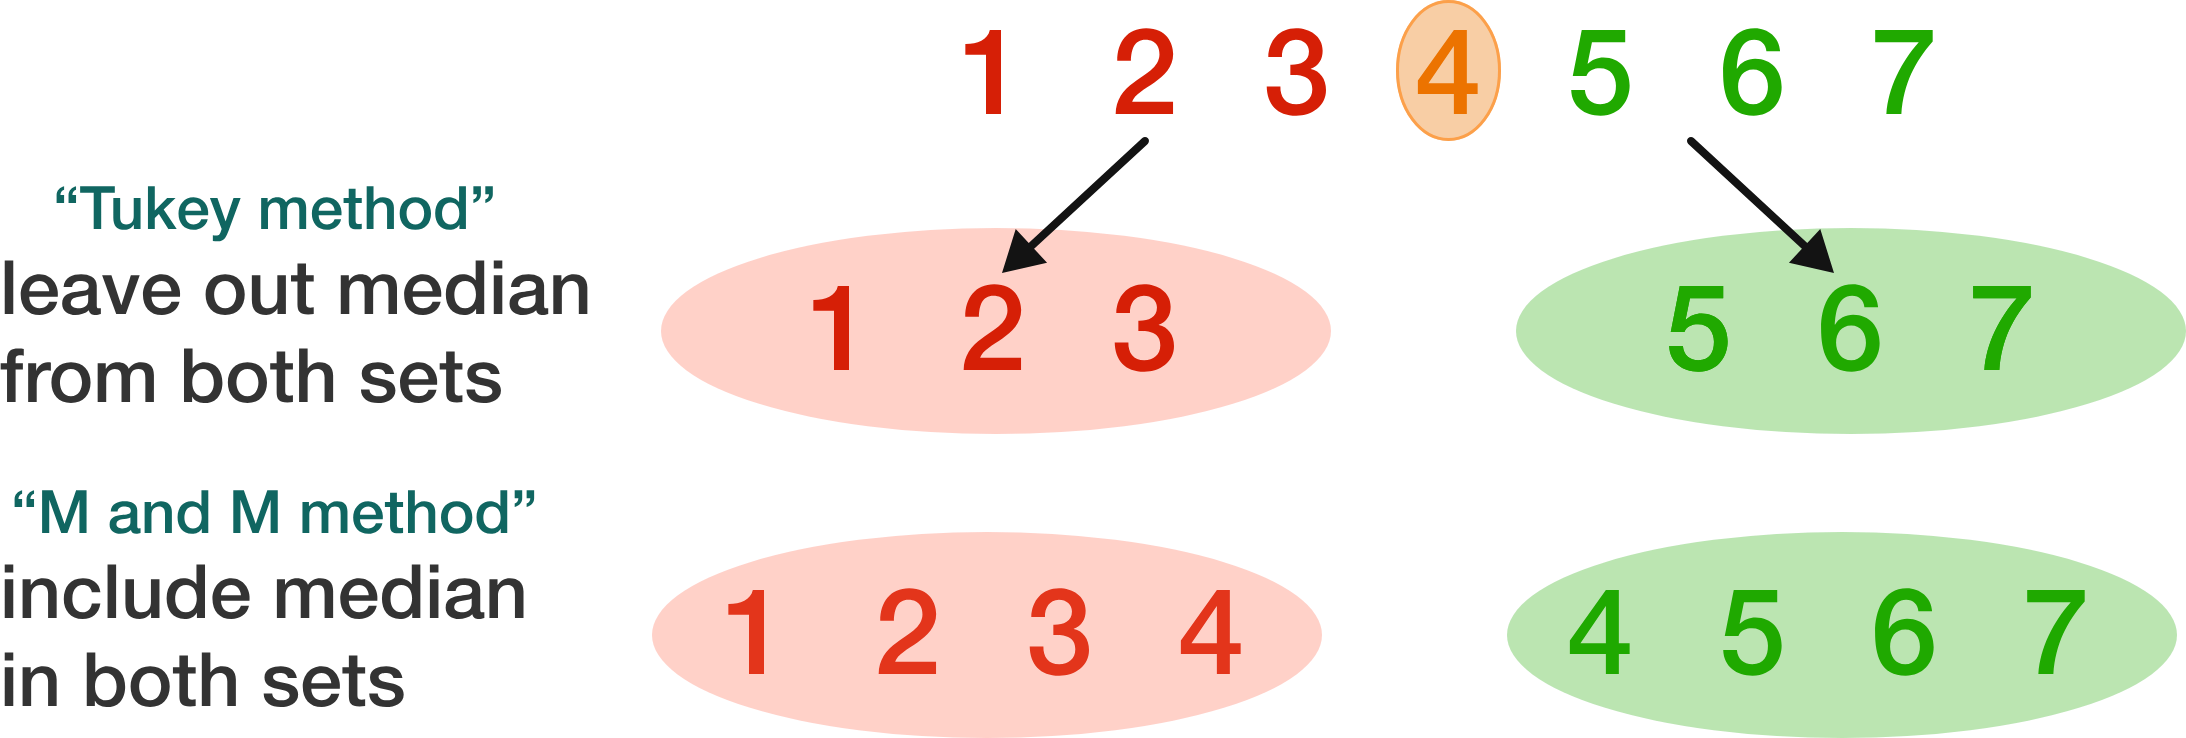 1 2 3 4 5 6 7
“Tukey method”
leave out median
from both sets
1 2 3
5 6 7
“M and M method”
include median
in both sets
1 2 3 4
4 5 6 7